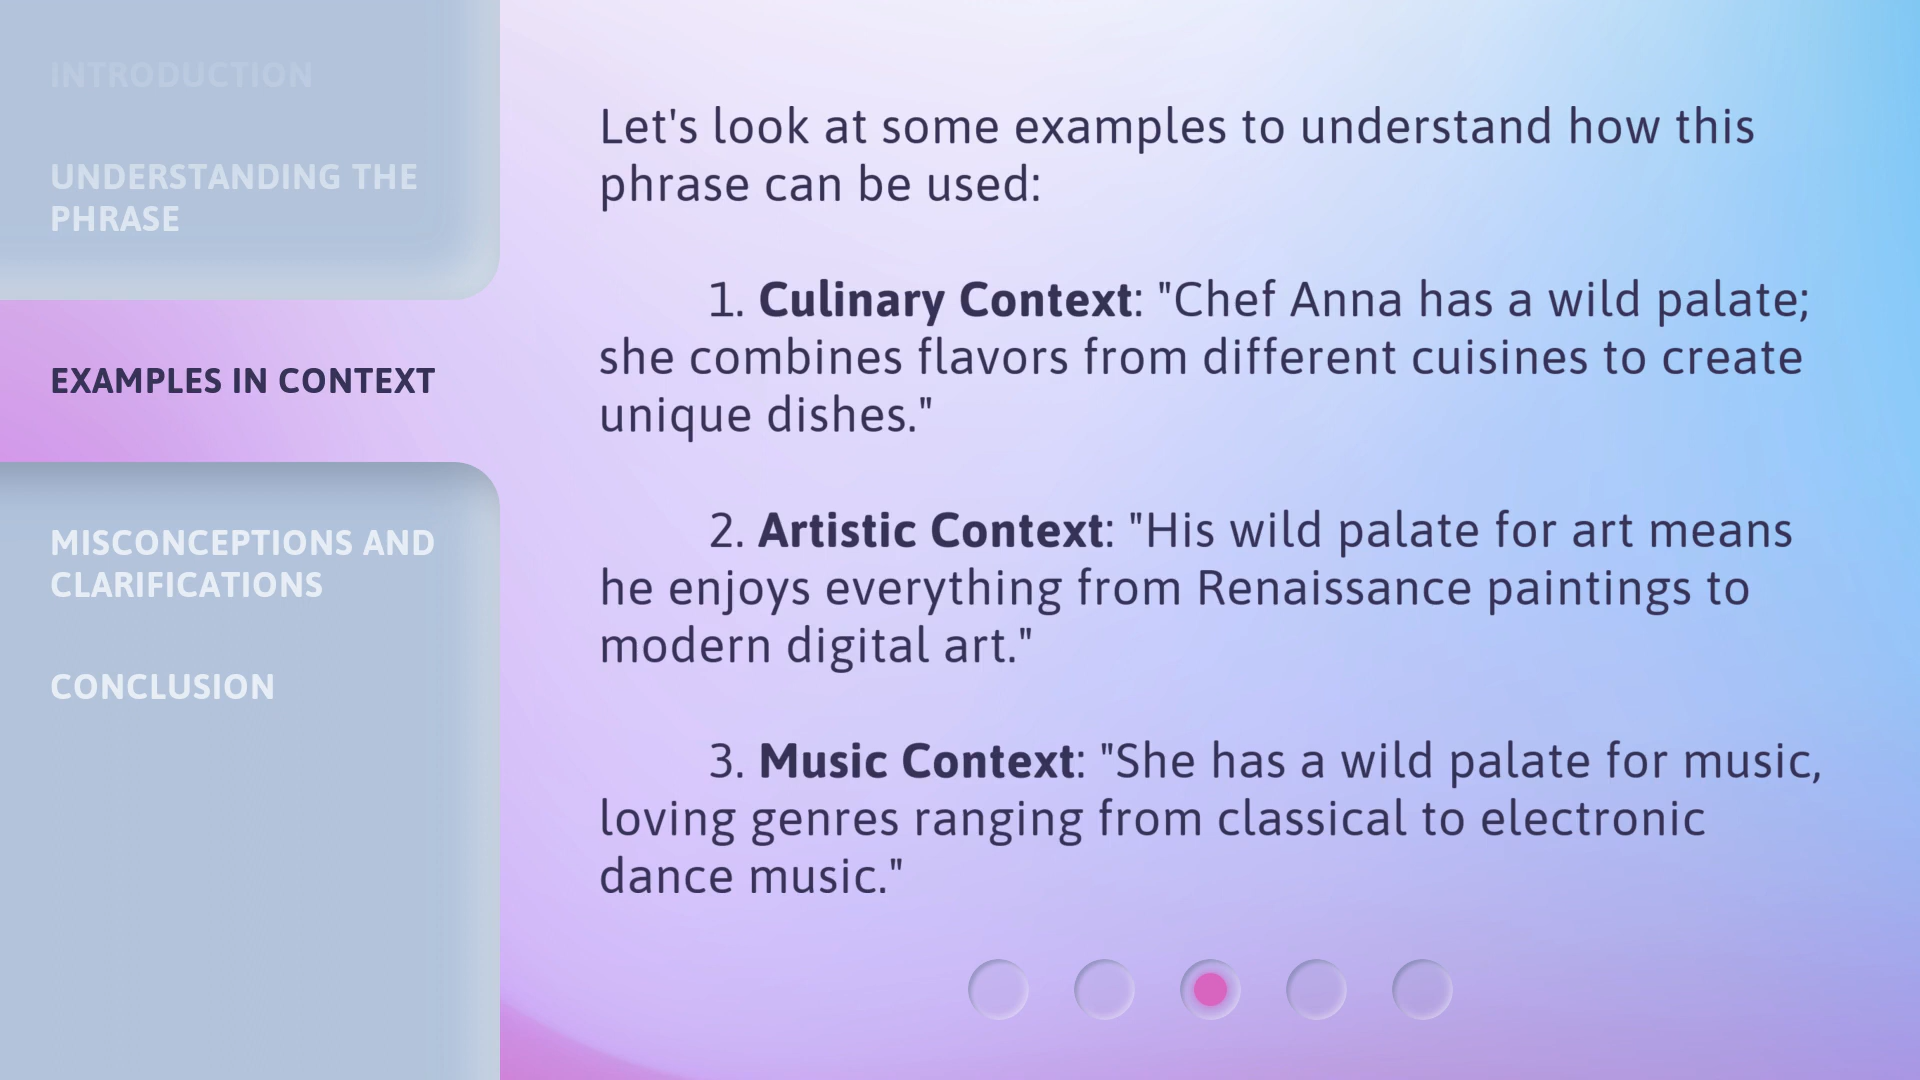 INTRODUCTION
UNDERSTANDING THE
PHRASE
EXAMPLES IN CONTEXT
MISCONCEPTIONS AND
CLARIFICATIONS
CONCLUSION
Let's look at some examples to understand how this
phrase can be used:
1. Culinary Context: "Chef Anna has a wild palate;
she combines flavors from different cuisines to create
unique dishes."
2. Artistic Context: "His wild palate for art means
he enjoys everything from Renaissance paintings to
modern digital art."
3. Music Context: "She has a wild palate for music,
loving genres ranging from classical to electronic
dance music."